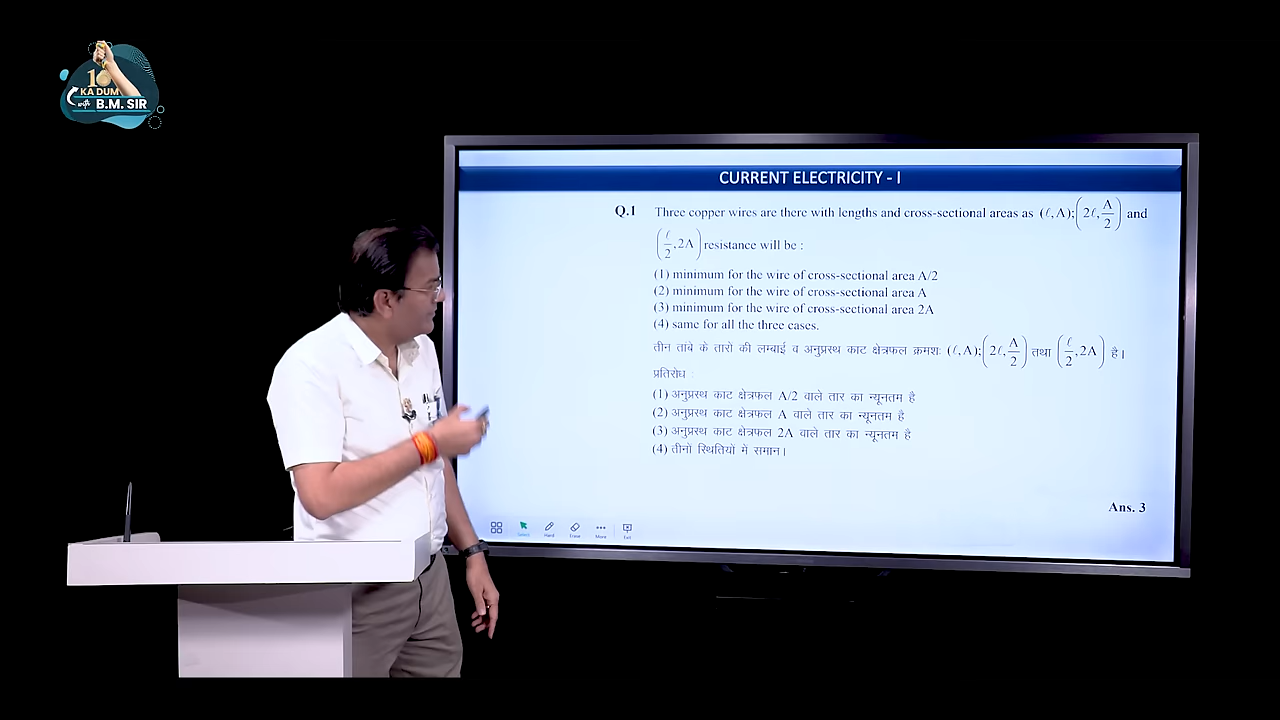 10
KA DUM
with B.M. SIR
CURRENT ELECTRICITY - I
Q.1 Three copper wires are there with lengths and cross-sectional areas as (ℓ, A); (2ℓ, A/2) and
(ℓ/2, 2A) resistance will be :
(1) minimum for the wire of cross-sectional area A/2
(2) minimum for the wire of cross-sectional area A
(3) minimum for the wire of cross-sectional area 2A
(4) same for all the three cases.
तीन तांबे के तारों की लम्बाई व अनुप्रस्थ काट क्षेत्रफल क्रमशः (ℓ, A); (2ℓ, A/2) तथा (ℓ/2, 2A) है।
प्रतिरोध :
(1) अनुप्रस्थ काट क्षेत्रफल A/2 वाले तार का न्यूनतम है
(2) अनुप्रस्थ काट क्षेत्रफल A वाले तार का न्यूनतम है
(3) अनुप्रस्थ काट क्षेत्रफल 2A वाले तार का न्यूनतम है
(4) तीनों स्थितियों में समान।
Ans. 3
Select Hard Erase More Exit